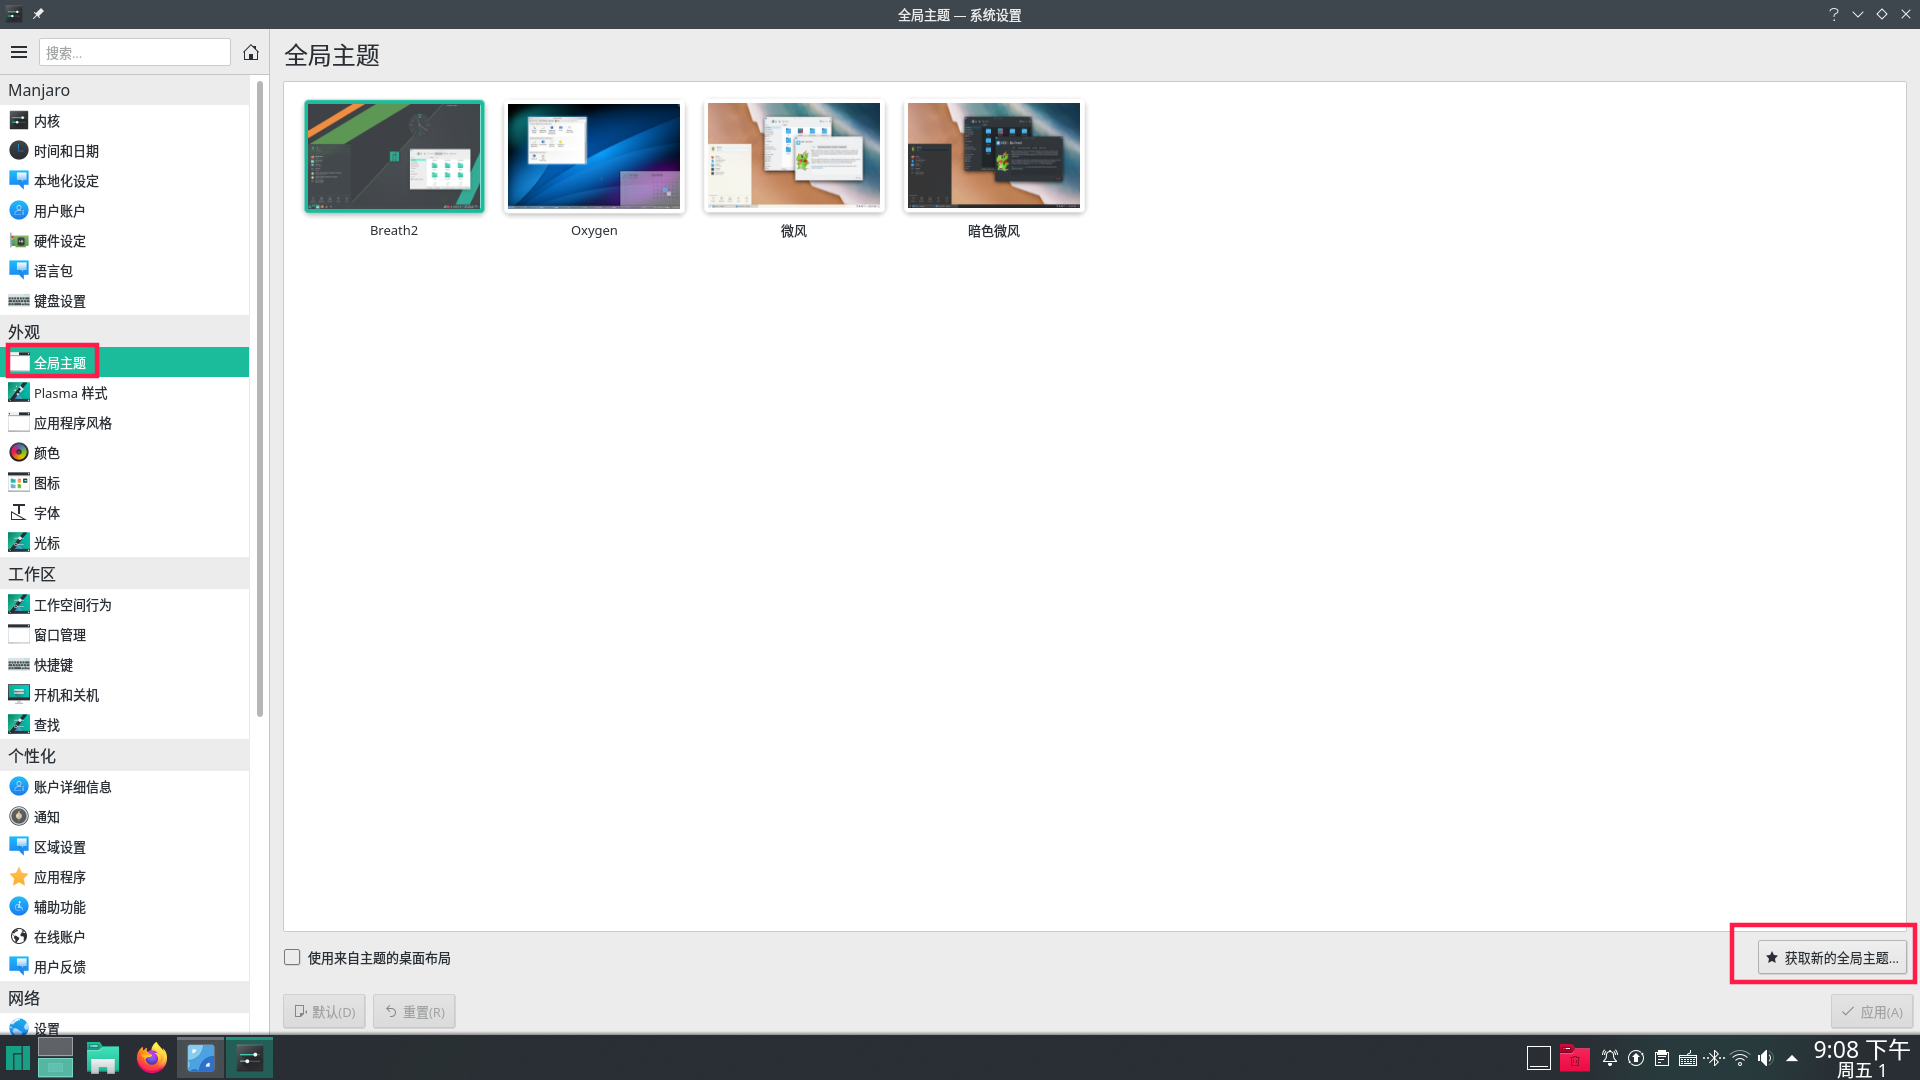 全局主题 — 系统设置
搜索...
Manjaro
内核
时间和日期
本地化设定
用户账户
硬件设定
语言包
键盘设置
外观
全局主题
Plasma 样式
应用程序风格
颜色
图标
字体
光标
工作区
工作空间行为
窗口管理
快捷键
开机和关机
查找
个性化
账户详细信息
通知
区域设置
应用程序
辅助功能
在线账户
用户反馈
网络
设置
全局主题
Breath2
Oxygen
微风
暗色微风
使用来自主题的桌面布局
获取新的全局主题...
默认(D)
重置(R)
应用(A)
9:08 下午
周五 1